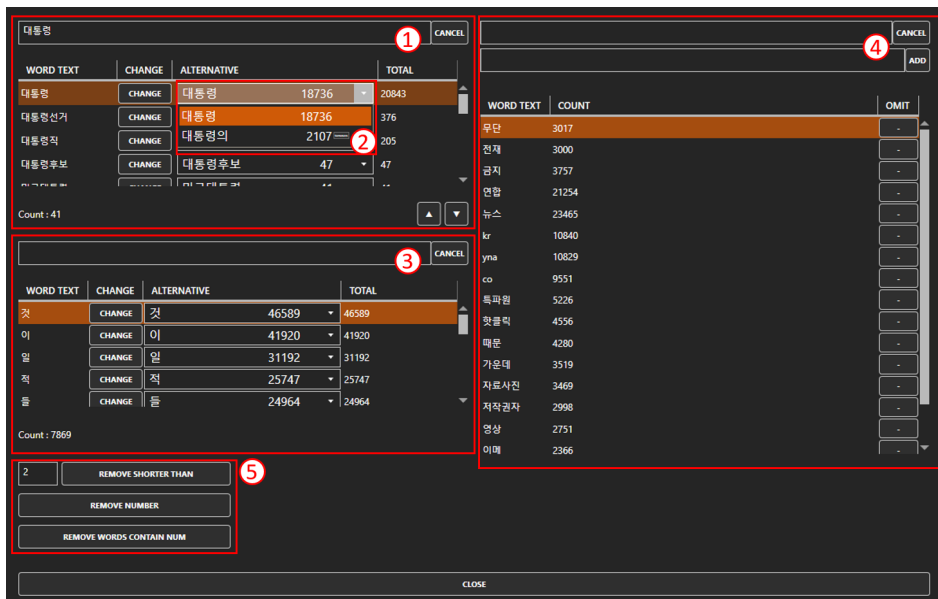 대통령 CANCEL
1
WORD TEXT CHANGE ALTERNATIVE TOTAL
대통령 CHANGE 대통령 18736 20843
대통령선거 CHANGE 대통령 18736 376
대통령직 CHANGE 대통령의 2107 205
2
대통령후보 CHANGE 대통령후보 47 47
Count : 41
▲ ▼
CANCEL
3
WORD TEXT CHANGE ALTERNATIVE TOTAL
것 CHANGE 것 46589 46589
이 CHANGE 이 41920 41920
일 CHANGE 일 31192 31192
적 CHANGE 적 25747 25747
들 CHANGE 들 24964 24964
Count : 7869
2 REMOVE SHORTER THAN
5
REMOVE NUMBER
REMOVE WORDS CONTAIN NUM
CANCEL
4
ADD
WORD TEXT COUNT OMIT
무단 3017 -
전재 3000 -
금지 3757 -
연합 21254 -
뉴스 23465 -
kr 10840 -
yna 10829 -
co 9551 -
특파원 5226 -
핫클릭 4556 -
때문 4280 -
가운데 3519 -
자료사진 3469 -
저작권자 2998 -
영상 2751 -
이메 2366 -
CLOSE